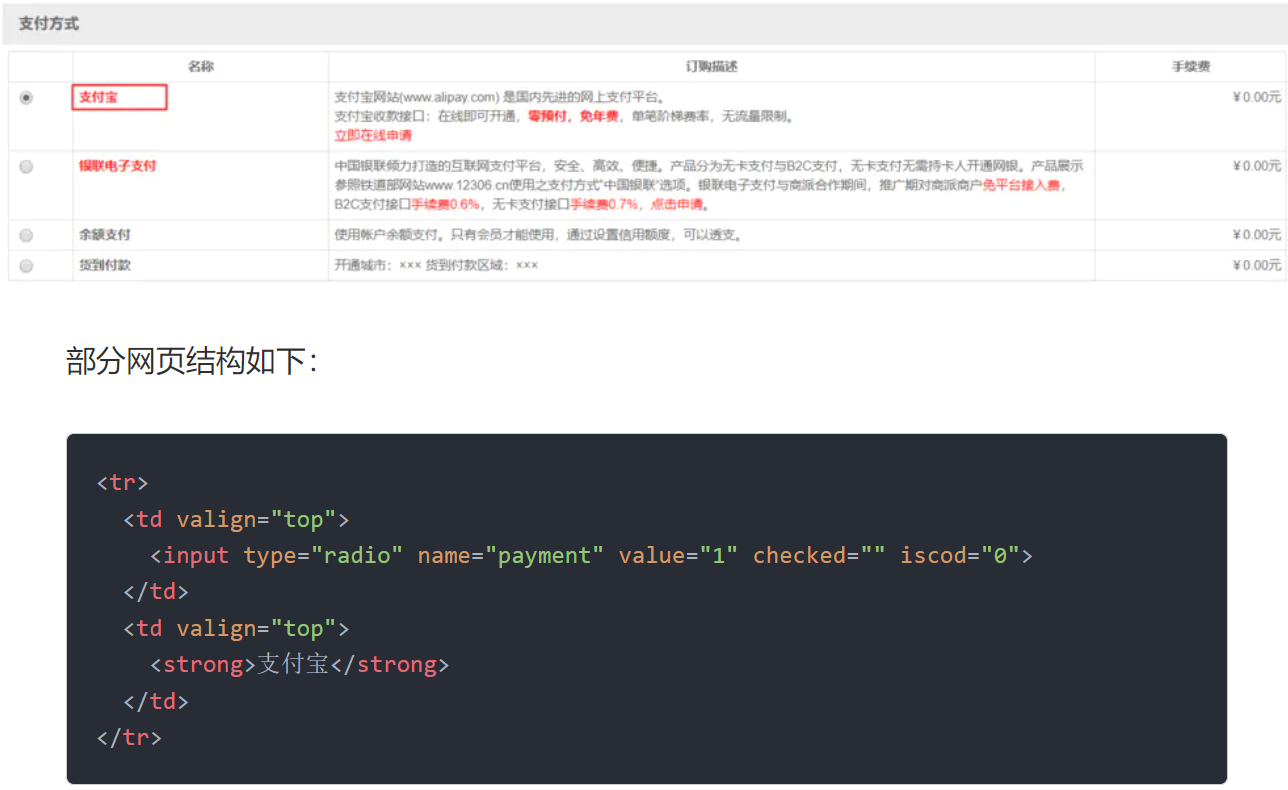 支付方式
名称 订购描述 手续费
支付宝 支付宝网站(www.alipay.com) 是国内先进的网上支付平台。 ￥0.00元
支付宝收款接口：在线即可开通，零预付，免年费，单笔阶梯费率，无流量限制。
立即在线申请
银联电子支付 中国银联倾力打造的互联网支付平台，安全、高效、便捷。产品分为无卡支付与B2C支付，无卡支付无需持卡人开通网银。产品展示 ￥0.00元
参照铁道部网站www.12306.cn使用之支付方式“中国银联”选项。银联电子支付与商派合作期间，推广期对商派商户免平台接入费，
B2C支付接口手续费0.6%，无卡支付接口手续费0.7%，点击申请。
余额支付 使用帐户余额支付。只有会员才能使用，通过设置信用额度，可以透支。 ￥0.00元
货到付款 开通城市：××× 货到付款区域：××× ￥0.00元
部分网页结构如下：
<tr>
  <td valign="top">
    <input type="radio" name="payment" value="1" checked="" iscod="0">
  </td>
  <td valign="top">
    <strong>支付宝</strong>
  </td>
</tr>